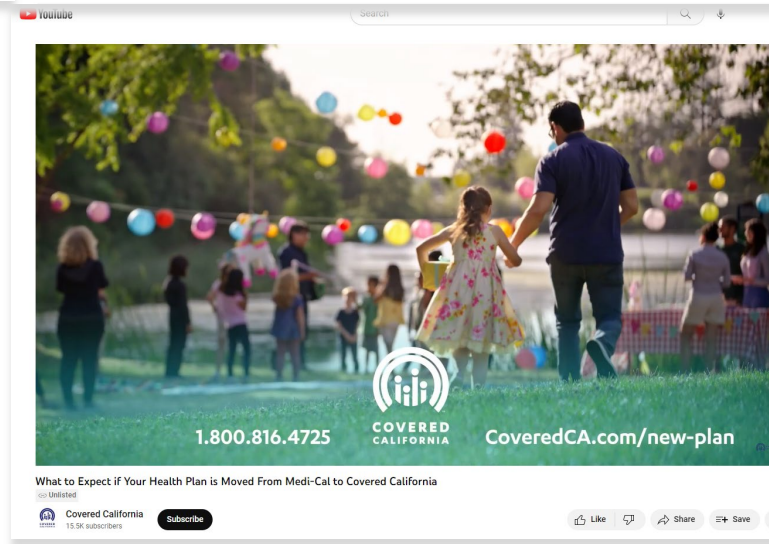 YouTube
Search
1.800.816.4725
COVERED
CALIFORNIA
CoveredCA.com/new-plan
What to Expect if Your Health Plan is Moved From Medi-Cal to Covered California
Unlisted
Covered California
15.5K subscribers
Subscribe
Like
Share
Save